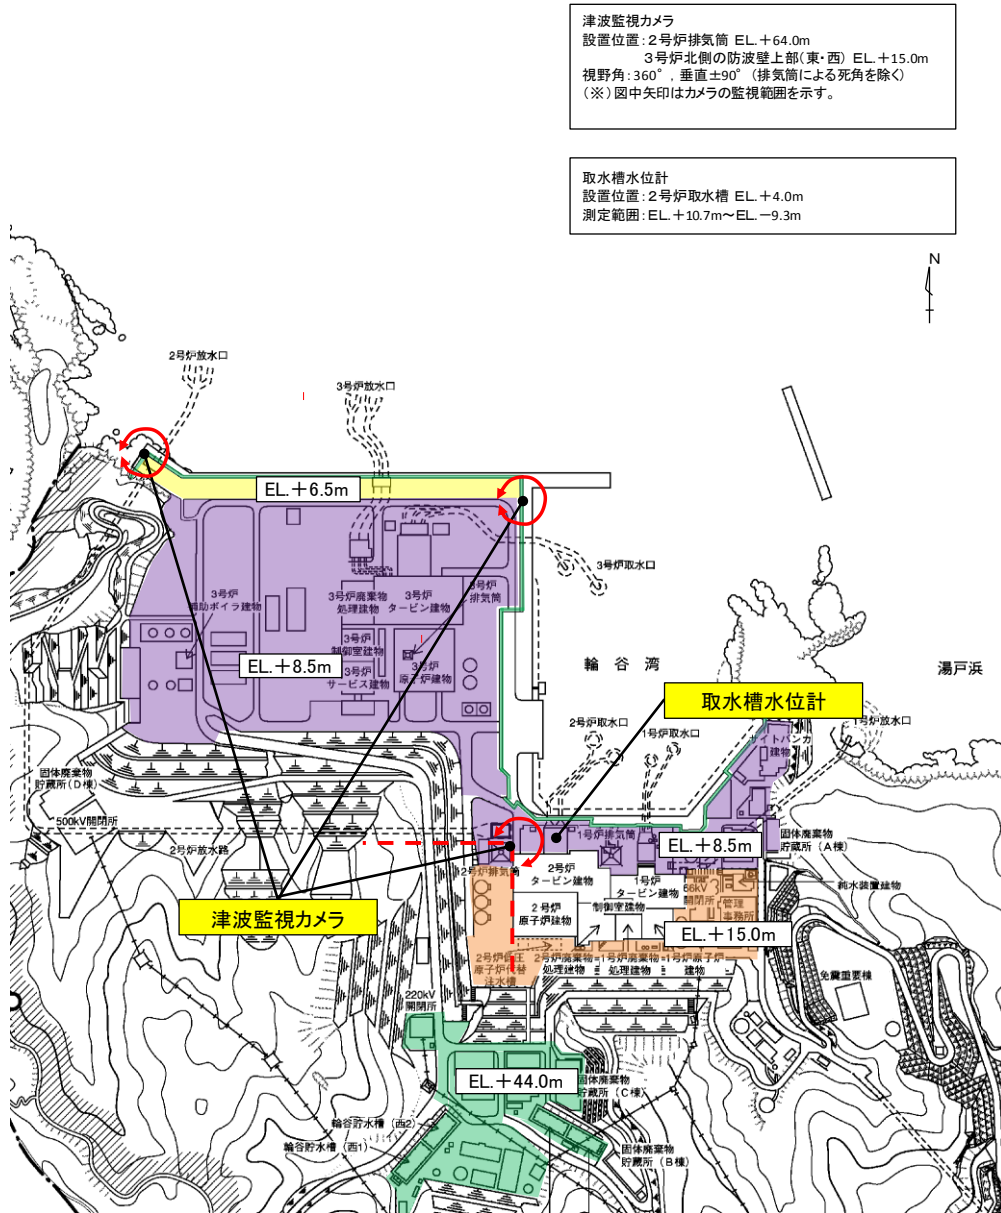 津波監視カメラ
設置位置：２号炉排気筒 ＥＬ.＋64.0m
３号炉北側の防波壁上部（東・西） ＥＬ.＋15.0m
視野角：360°，垂直±90°（排気筒による死角を除く）
（※）図中矢印はカメラの監視範囲を示す。
取水槽水位計
設置位置：２号炉取水槽 ＥＬ.＋4.0m
測定範囲：ＥＬ.＋10.7m～ＥＬ.－9.3m
N
2号炉放水口
3号炉放水口
EL.＋6.5m
3号炉取水口
3号炉
補助ボイラ建物
3号炉廃棄物
処理建物
3号炉
タービン建物
3号炉
排気筒
3号炉
制御室建物
EL.＋8.5m
3号炉
サービス建物
3号炉
原子炉建物
輪谷湾
湯戸浜
取水槽水位計
2号炉取水口
1号炉取水口
1号炉放水口
サイトバンカ
建物
固体廃棄物
貯蔵所（D棟）
500kV開閉所
2号炉放水路
1号炉排気筒
EL.＋8.5m
固体廃棄物
貯蔵所（A棟）
2号炉排気筒
2号炉
タービン建物
1号炉
タービン建物
66kV
開閉所
純水装置建物
津波監視カメラ
2号炉
原子炉建物
制御室建物
管理
事務所
EL.＋15.0m
2号炉低圧
原子炉代替
注水槽
2号炉廃棄物
処理建物
1号炉廃棄物
処理建物
1号炉原子炉
建物
免震重要棟
220kV
開閉所
EL.＋44.0m
固体廃棄物
貯蔵所（C棟）
輪谷貯水槽（西2）
輪谷貯水槽（西1）
固体廃棄物
貯蔵所（B棟）